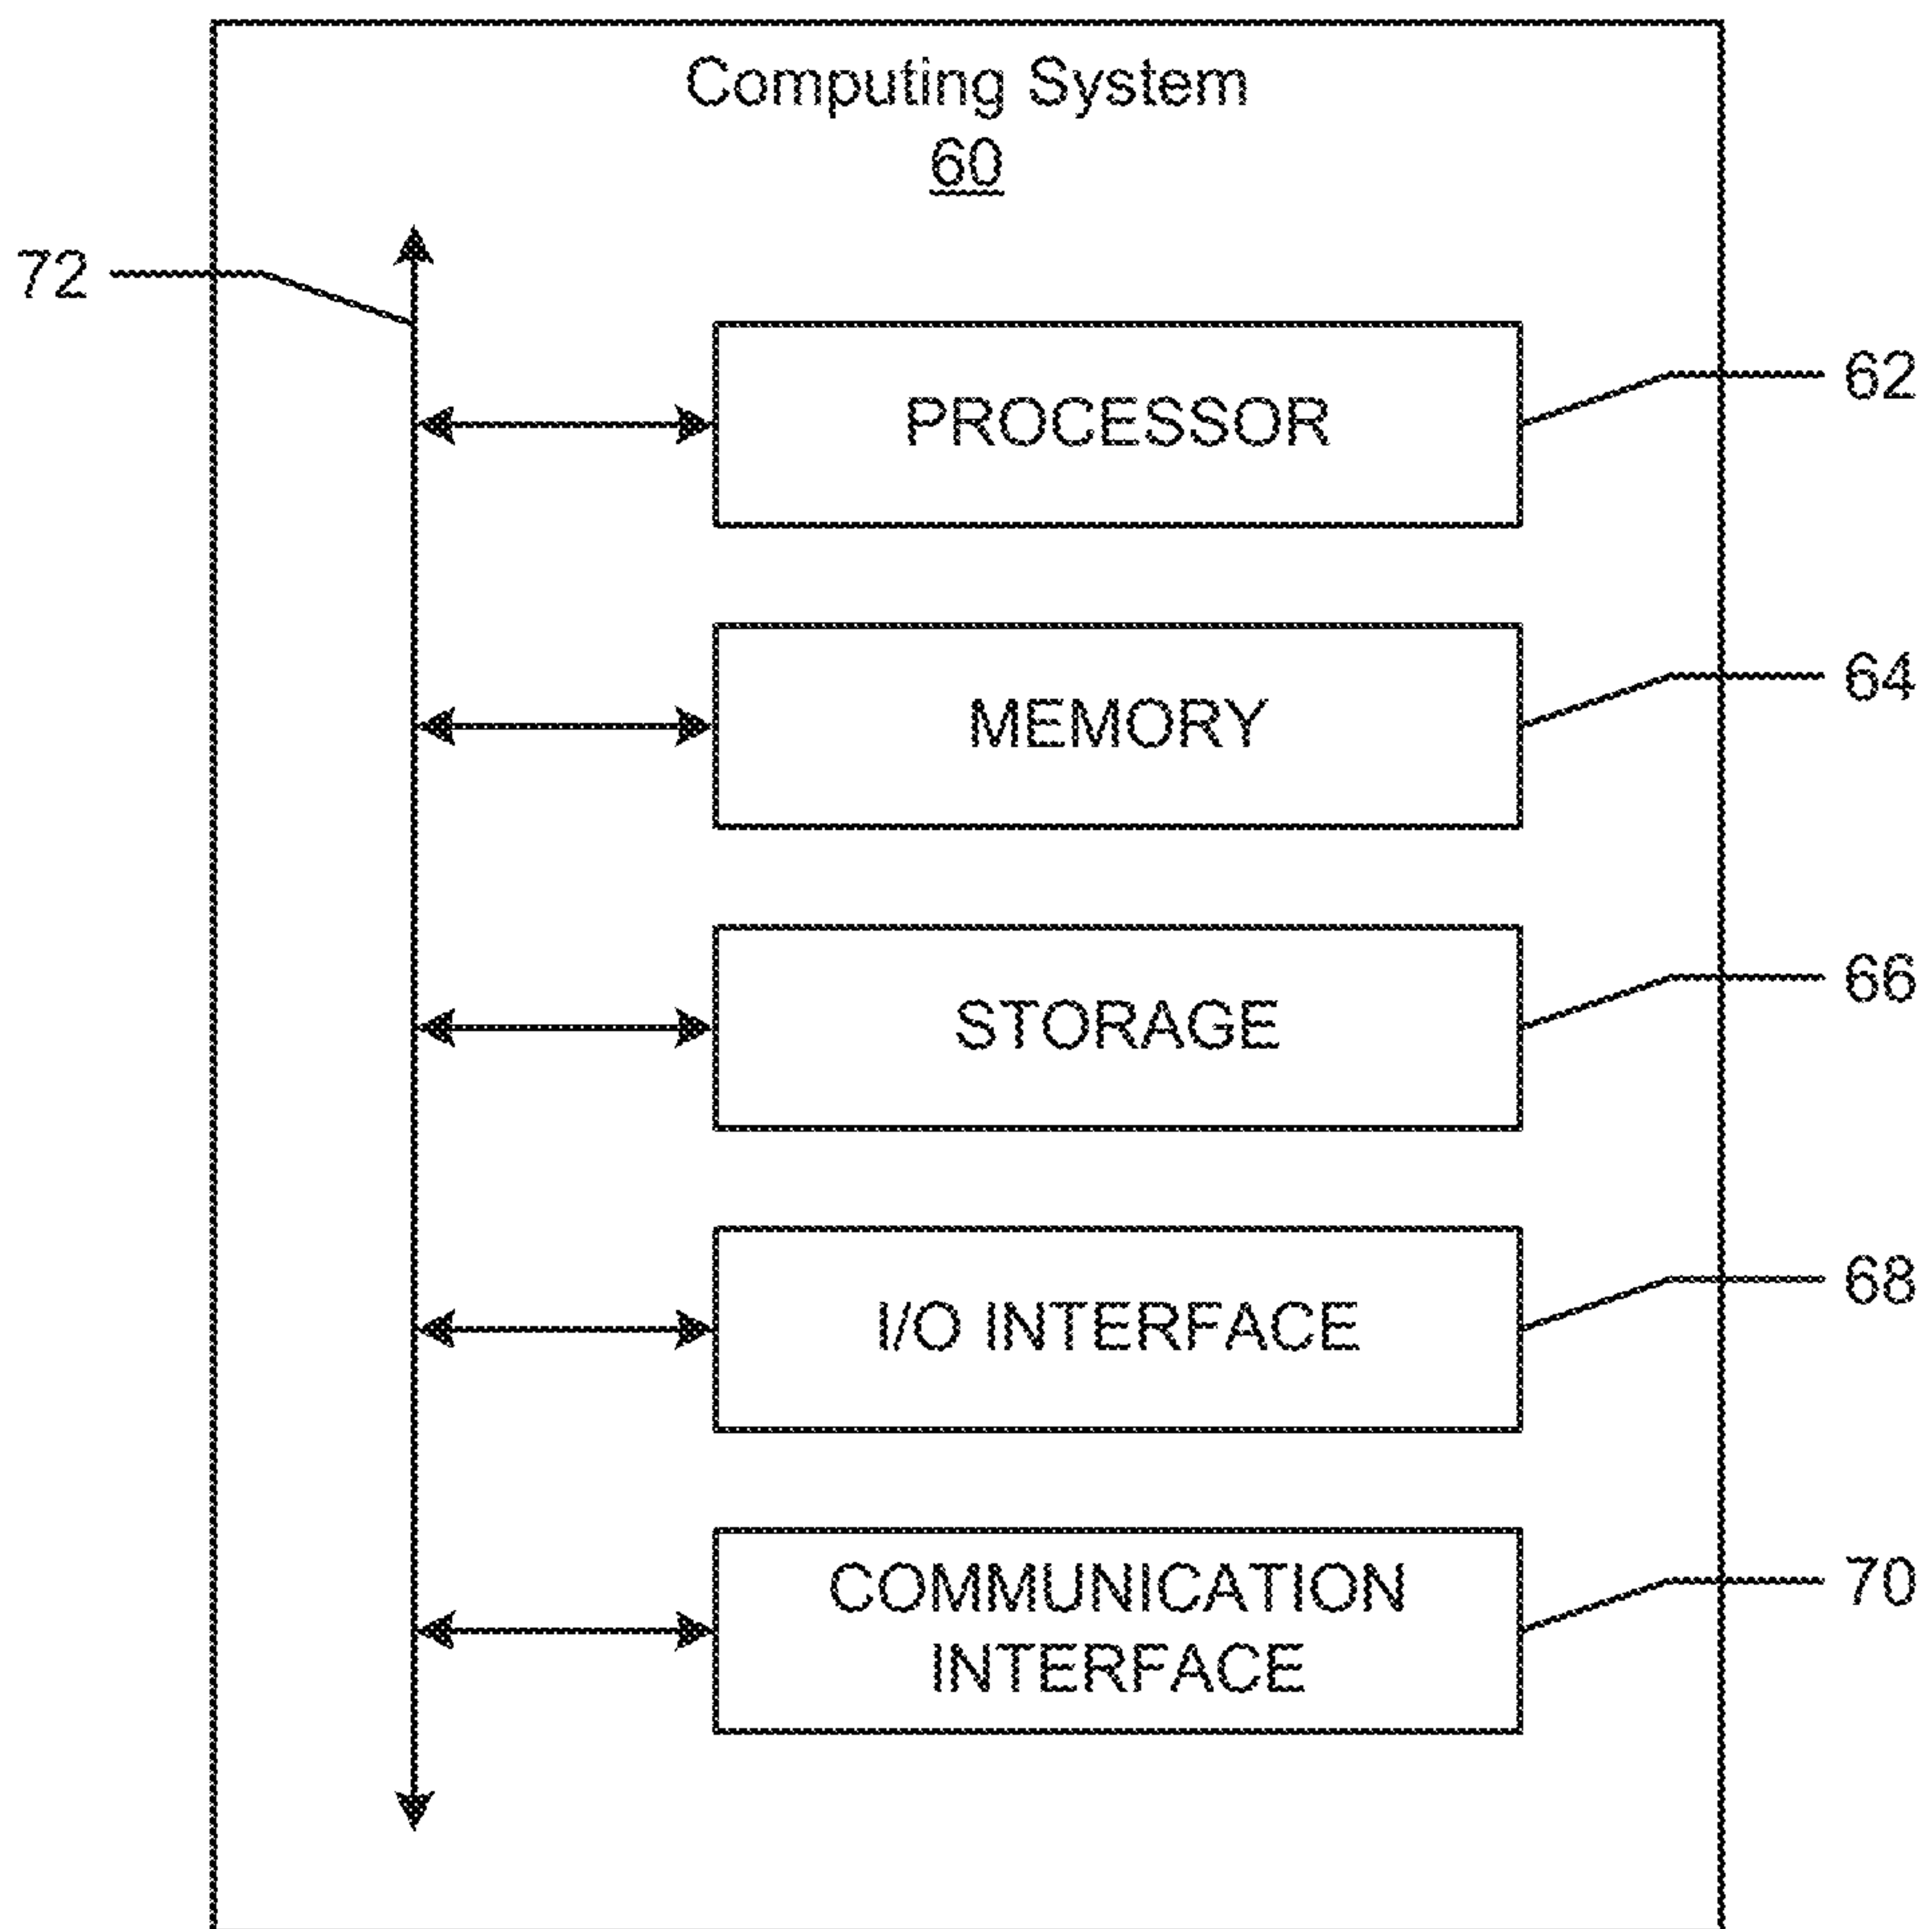 Computing System
60
72
PROCESSOR
62
MEMORY
64
STORAGE
66
I/O INTERFACE
68
COMMUNICATION
INTERFACE
70